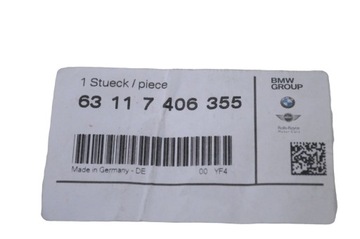 1 Stueck / piece
63 11 7 406 355
Made in Germany - DE
00 YF4
BMW
GROUP